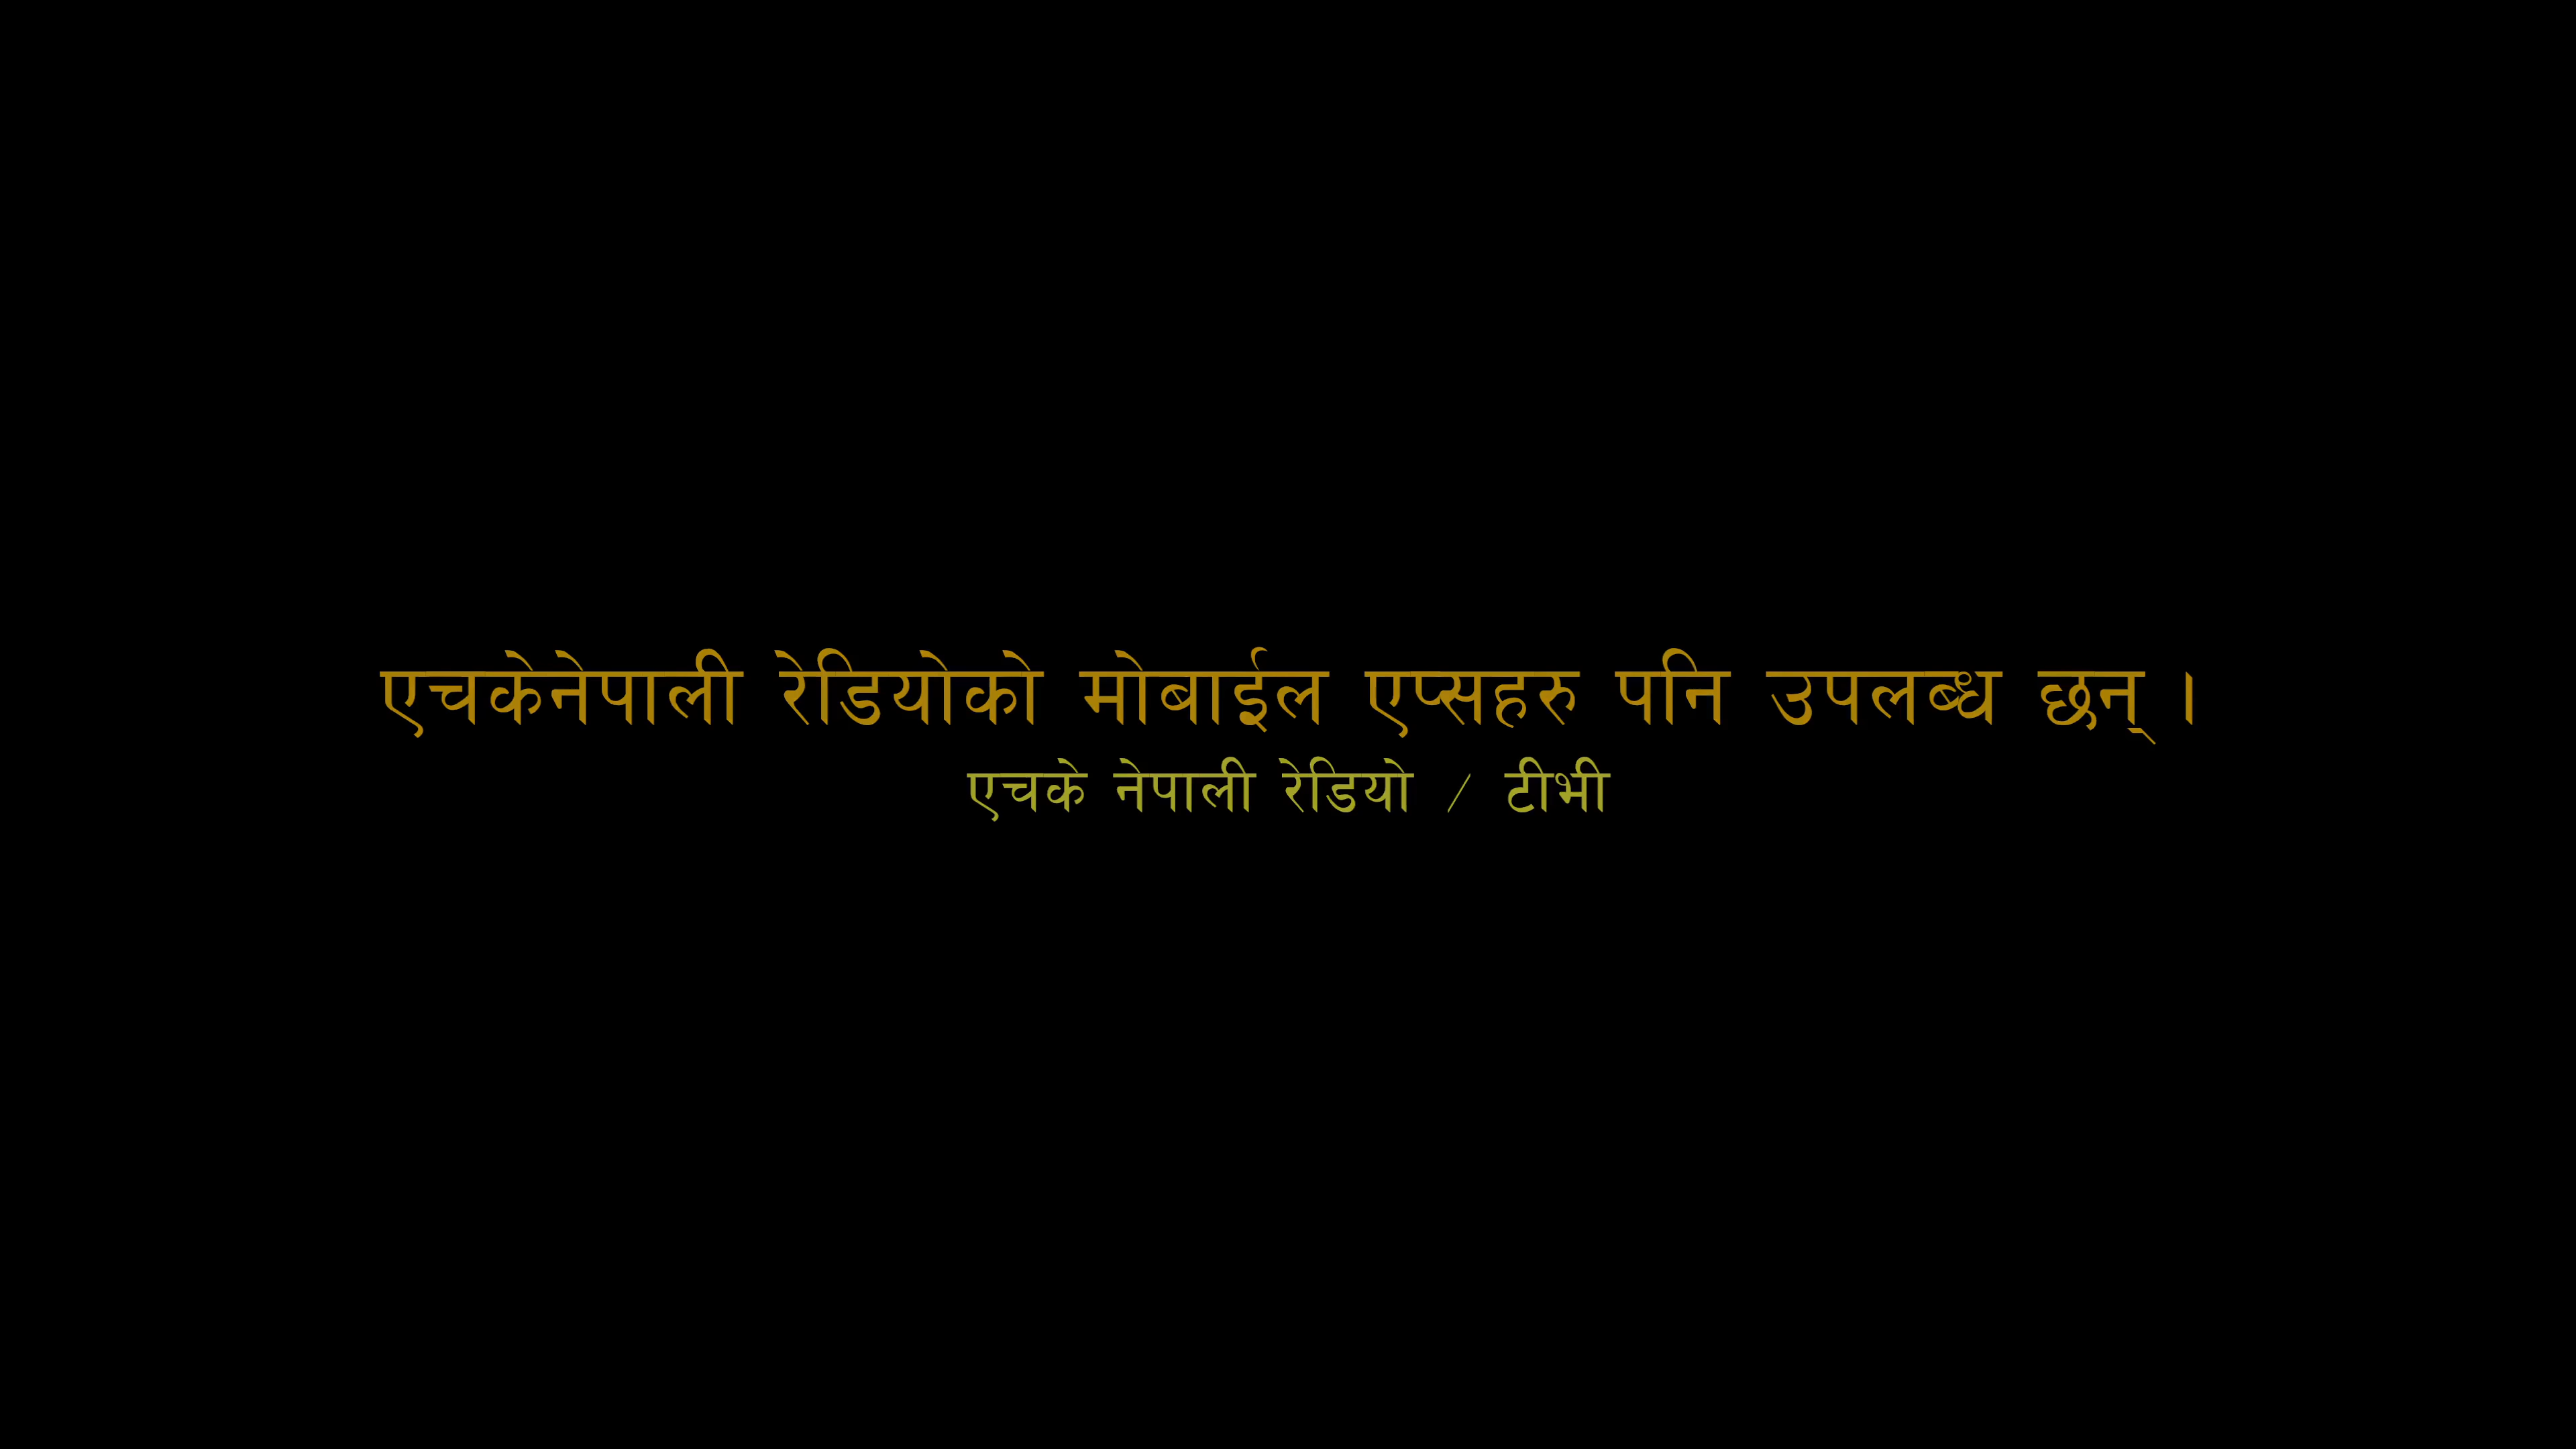 एचकेनेपाली रेडियोको मोबाईल एप्सहरु पनि उपलब्ध छन् ।
एचके नेपाली रेडियो / टीभी